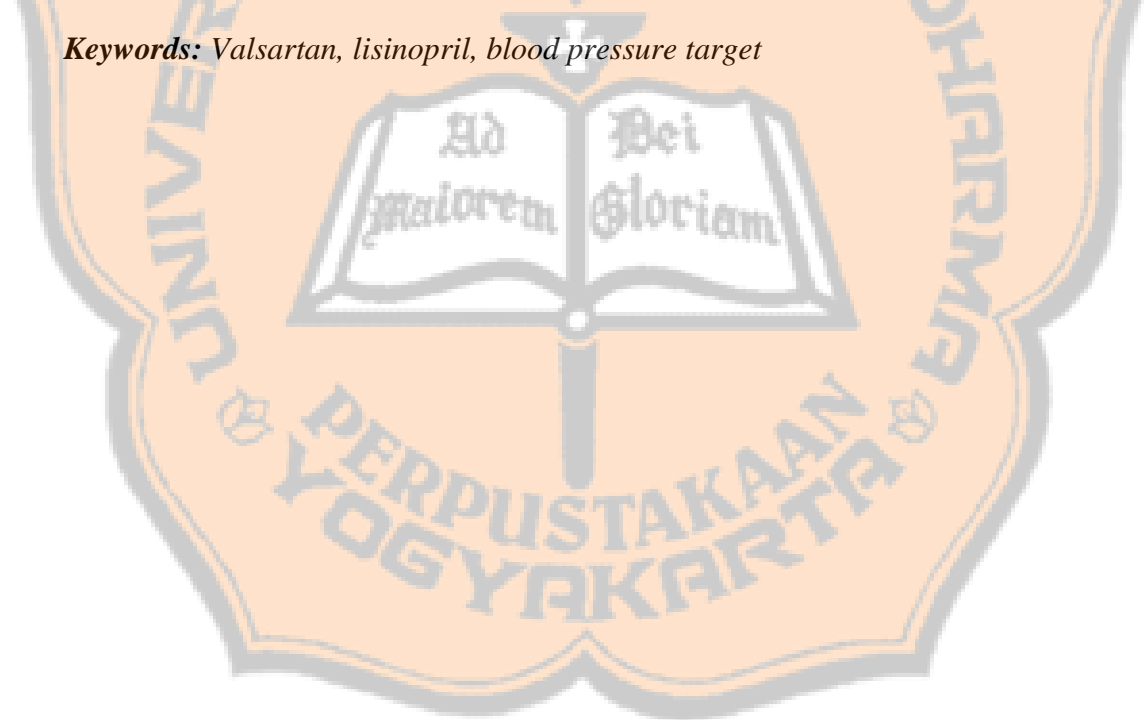 Keywords: Valsartan, lisinopril, blood pressure target
Ad Dei
Maiorem Gloriam
PERPUSTAKAAN
YOGYAKARTA